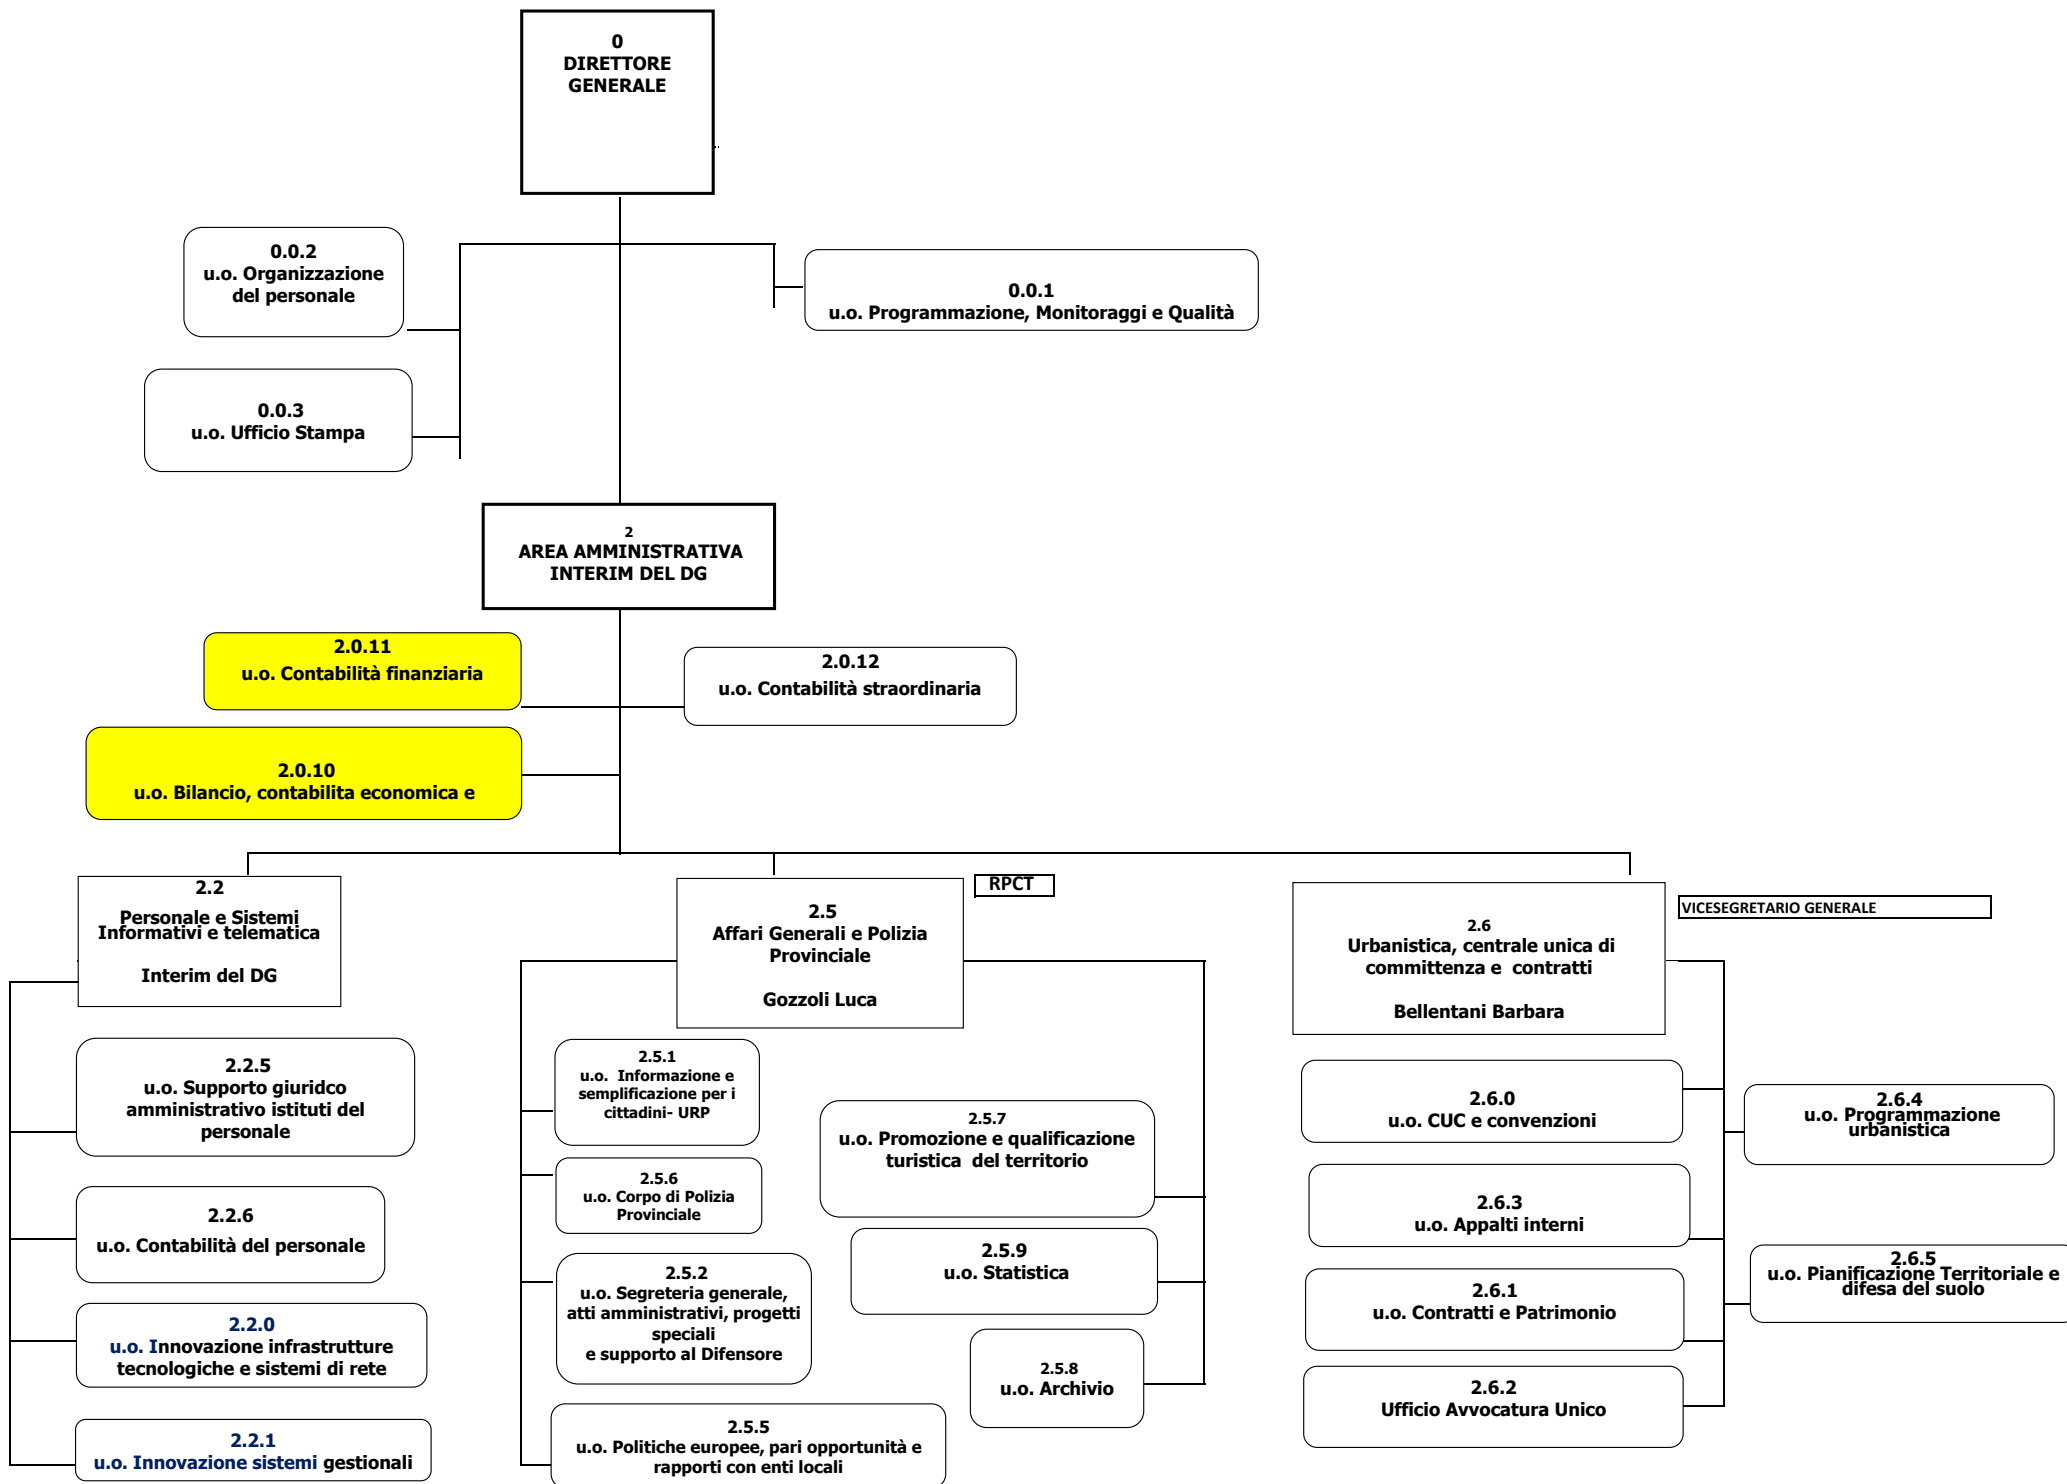 0
DIRETTORE
GENERALE
0.0.2
u.o. Organizzazione
del personale
0.0.1
u.o. Programmazione, Monitoraggi e Qualità
0.0.3
u.o. Ufficio Stampa
2
AREA AMMINISTRATIVA
INTERIM DEL DG
2.0.11
u.o. Contabilità finanziaria
2.0.12
u.o. Contabilità straordinaria
2.0.10
u.o. Bilancio, contabilita economica e
2.2
Personale e Sistemi
Informativi e telematica
Interim del DG
RPCT
2.5
Affari Generali e Polizia
Provinciale
Gozzoli Luca
VICESEGRETARIO GENERALE
2.6
Urbanistica, centrale unica di
committenza e contratti
Bellentani Barbara
2.2.5
u.o. Supporto giuridco
amministrativo istituti del
personale
2.2.6
u.o. Contabilità del personale
2.2.0
u.o. Innovazione infrastrutture
tecnologiche e sistemi di rete
2.2.1
u.o. Innovazione sistemi gestionali
2.5.1
u.o. Informazione e
semplificazione per i
cittadini- URP
2.5.6
u.o. Corpo di Polizia
Provinciale
2.5.2
u.o. Segreteria generale,
atti amministrativi, progetti
speciali
e supporto al Difensore
2.5.5
u.o. Politiche europee, pari opportunità e
rapporti con enti locali
2.5.7
u.o. Promozione e qualificazione
turistica del territorio
2.5.9
u.o. Statistica
2.5.8
u.o. Archivio
2.6.0
u.o. CUC e convenzioni
2.6.3
u.o. Appalti interni
2.6.1
u.o. Contratti e Patrimonio
2.6.2
Ufficio Avvocatura Unico
2.6.4
u.o. Programmazione
urbanistica
2.6.5
u.o. Pianificazione Territoriale e
difesa del suolo